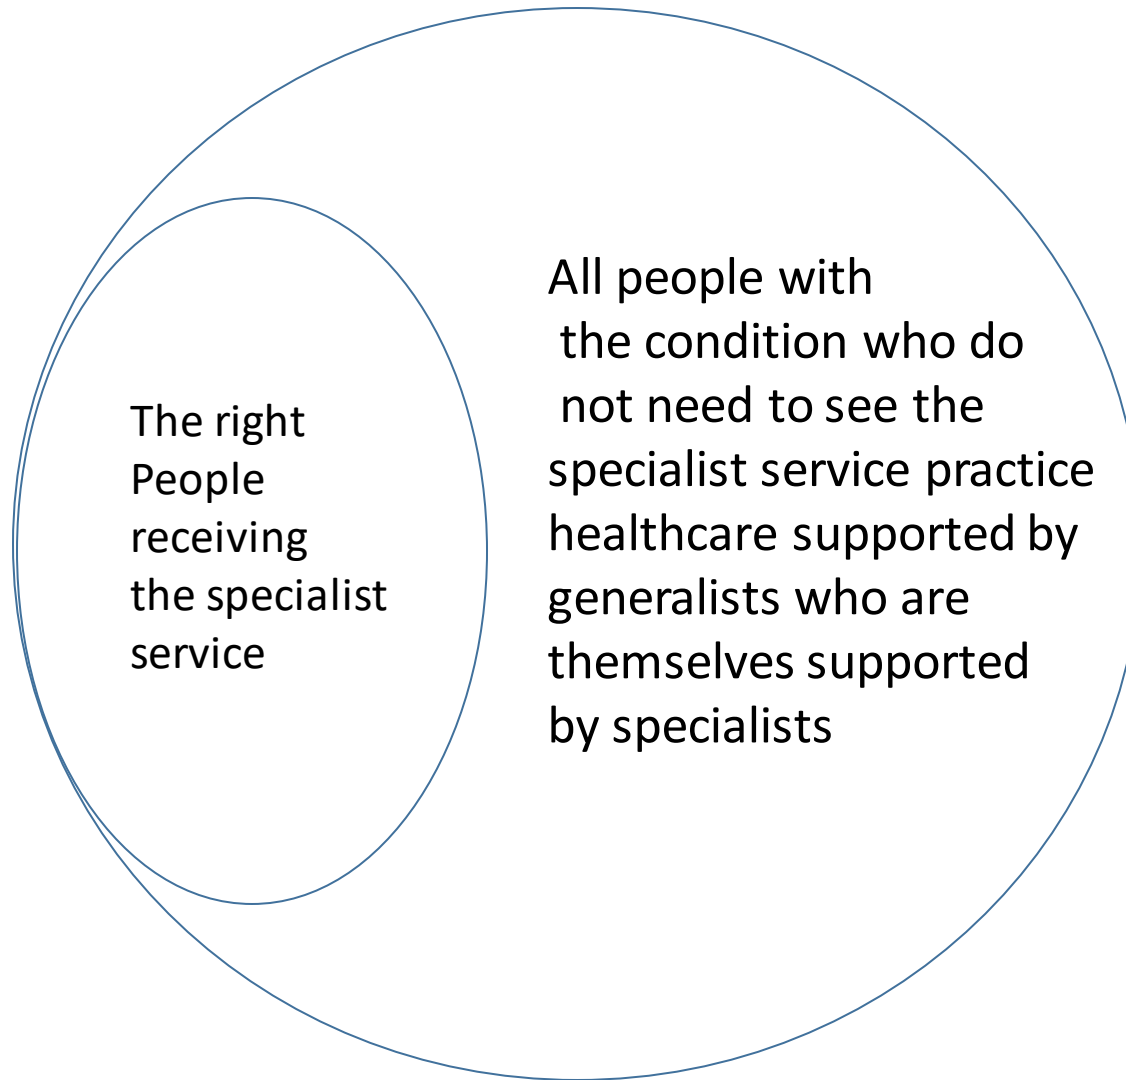 The right
People
receiving
the specialist
service
All people with
the condition who do
not need to see the
specialist service practice
healthcare supported by
generalists who are
themselves supported
by specialists